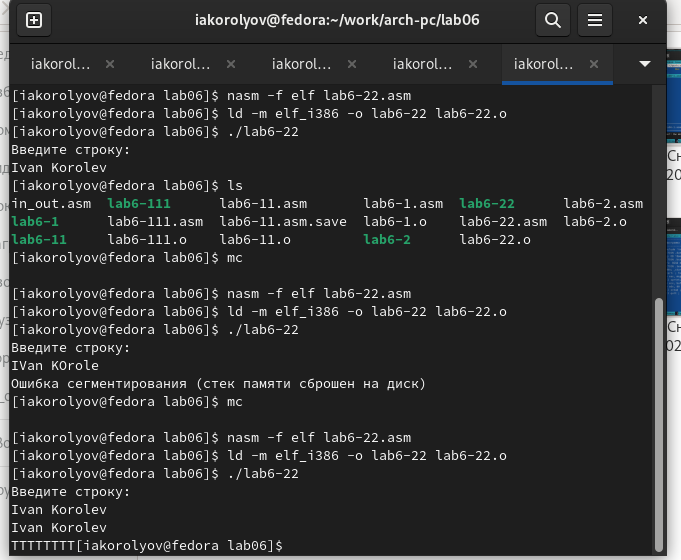 iakorolyov@fedora:~/work/arch-pc/lab06
iakorol... iakorol... iakorol... iakorol... iakorol...
[iakorolyov@fedora lab06]$ nasm -f elf lab6-22.asm
[iakorolyov@fedora lab06]$ ld -m elf_i386 -o lab6-22 lab6-22.o
[iakorolyov@fedora lab06]$ ./lab6-22
Введите строку:
Ivan Korolev
[iakorolyov@fedora lab06]$ ls
in_out.asm lab6-111 lab6-11.asm lab6-1.asm lab6-22 lab6-2.asm
lab6-1 lab6-111.asm lab6-11.asm.save lab6-1.o lab6-22.asm lab6-2.o
lab6-11 lab6-111.o lab6-11.o lab6-2 lab6-22.o
[iakorolyov@fedora lab06]$ mc
[iakorolyov@fedora lab06]$ nasm -f elf lab6-22.asm
[iakorolyov@fedora lab06]$ ld -m elf_i386 -o lab6-22 lab6-22.o
[iakorolyov@fedora lab06]$ ./lab6-22
Введите строку:
IVan KOrole
Ошибка сегментирования (стек памяти сброшен на диск)
[iakorolyov@fedora lab06]$ mc
[iakorolyov@fedora lab06]$ nasm -f elf lab6-22.asm
[iakorolyov@fedora lab06]$ ld -m elf_i386 -o lab6-22 lab6-22.o
[iakorolyov@fedora lab06]$ ./lab6-22
Введите строку:
Ivan Korolev
Ivan Korolev
TTTTTTTT[iakorolyov@fedora lab06]$